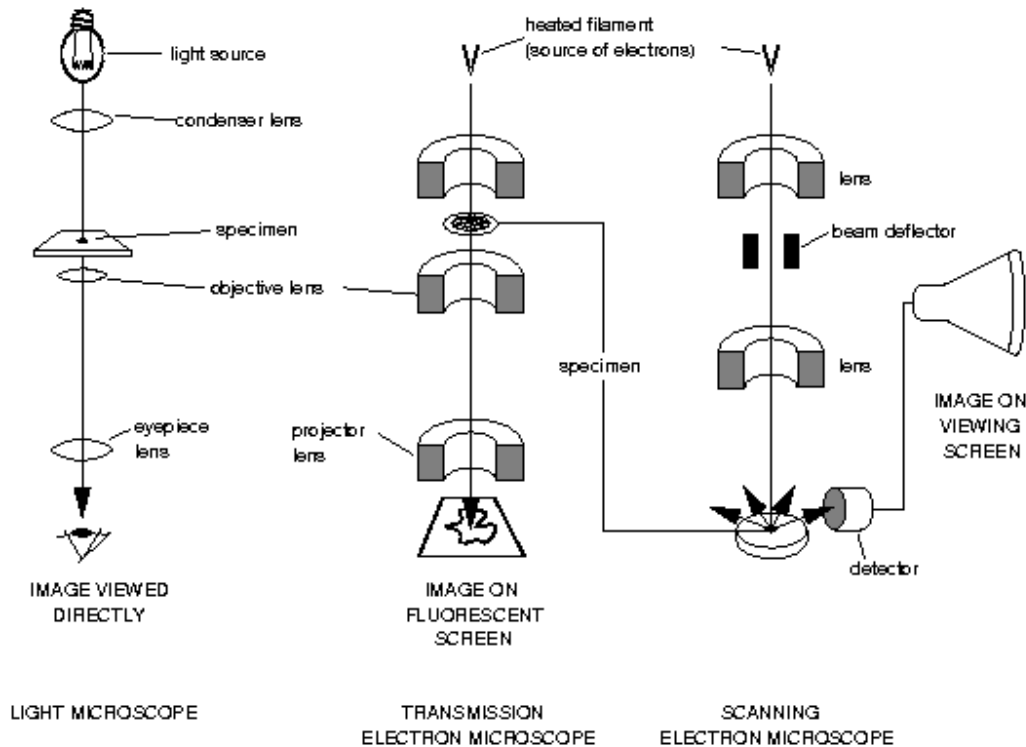 light source
condenser lens
specimen
objective lens
eyepiece
lens
IMAGE VIEWED
DIRECTLY
LIGHT MICROSCOPE
heated filament
(source of electrons)
projector
lens
specimen
IMAGE ON
FLUORESCENT
SCREEN
TRANSMISSION
ELECTRON MICROSCOPE
lens
beam deflector
lens
IMAGE ON
VIEWING
SCREEN
detector
SCANNING
ELECTRON MICROSCOPE